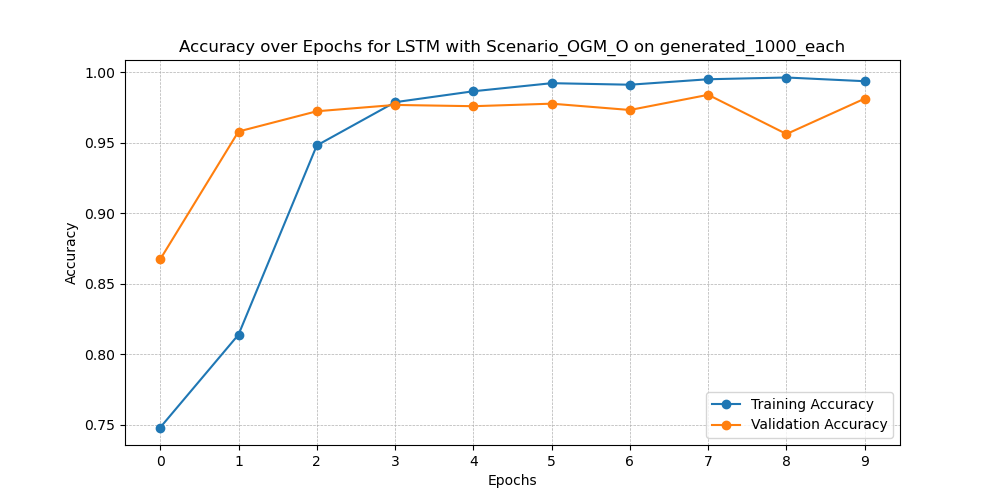 Accuracy over Epochs for LSTM with Scenario_OGM_O on generated_1000_each
1.00
0.95
0.90
0.85
0.80
0.75
Accuracy
0 1 2 3 4 5 6 7 8 9
Epochs
Training Accuracy
Validation Accuracy